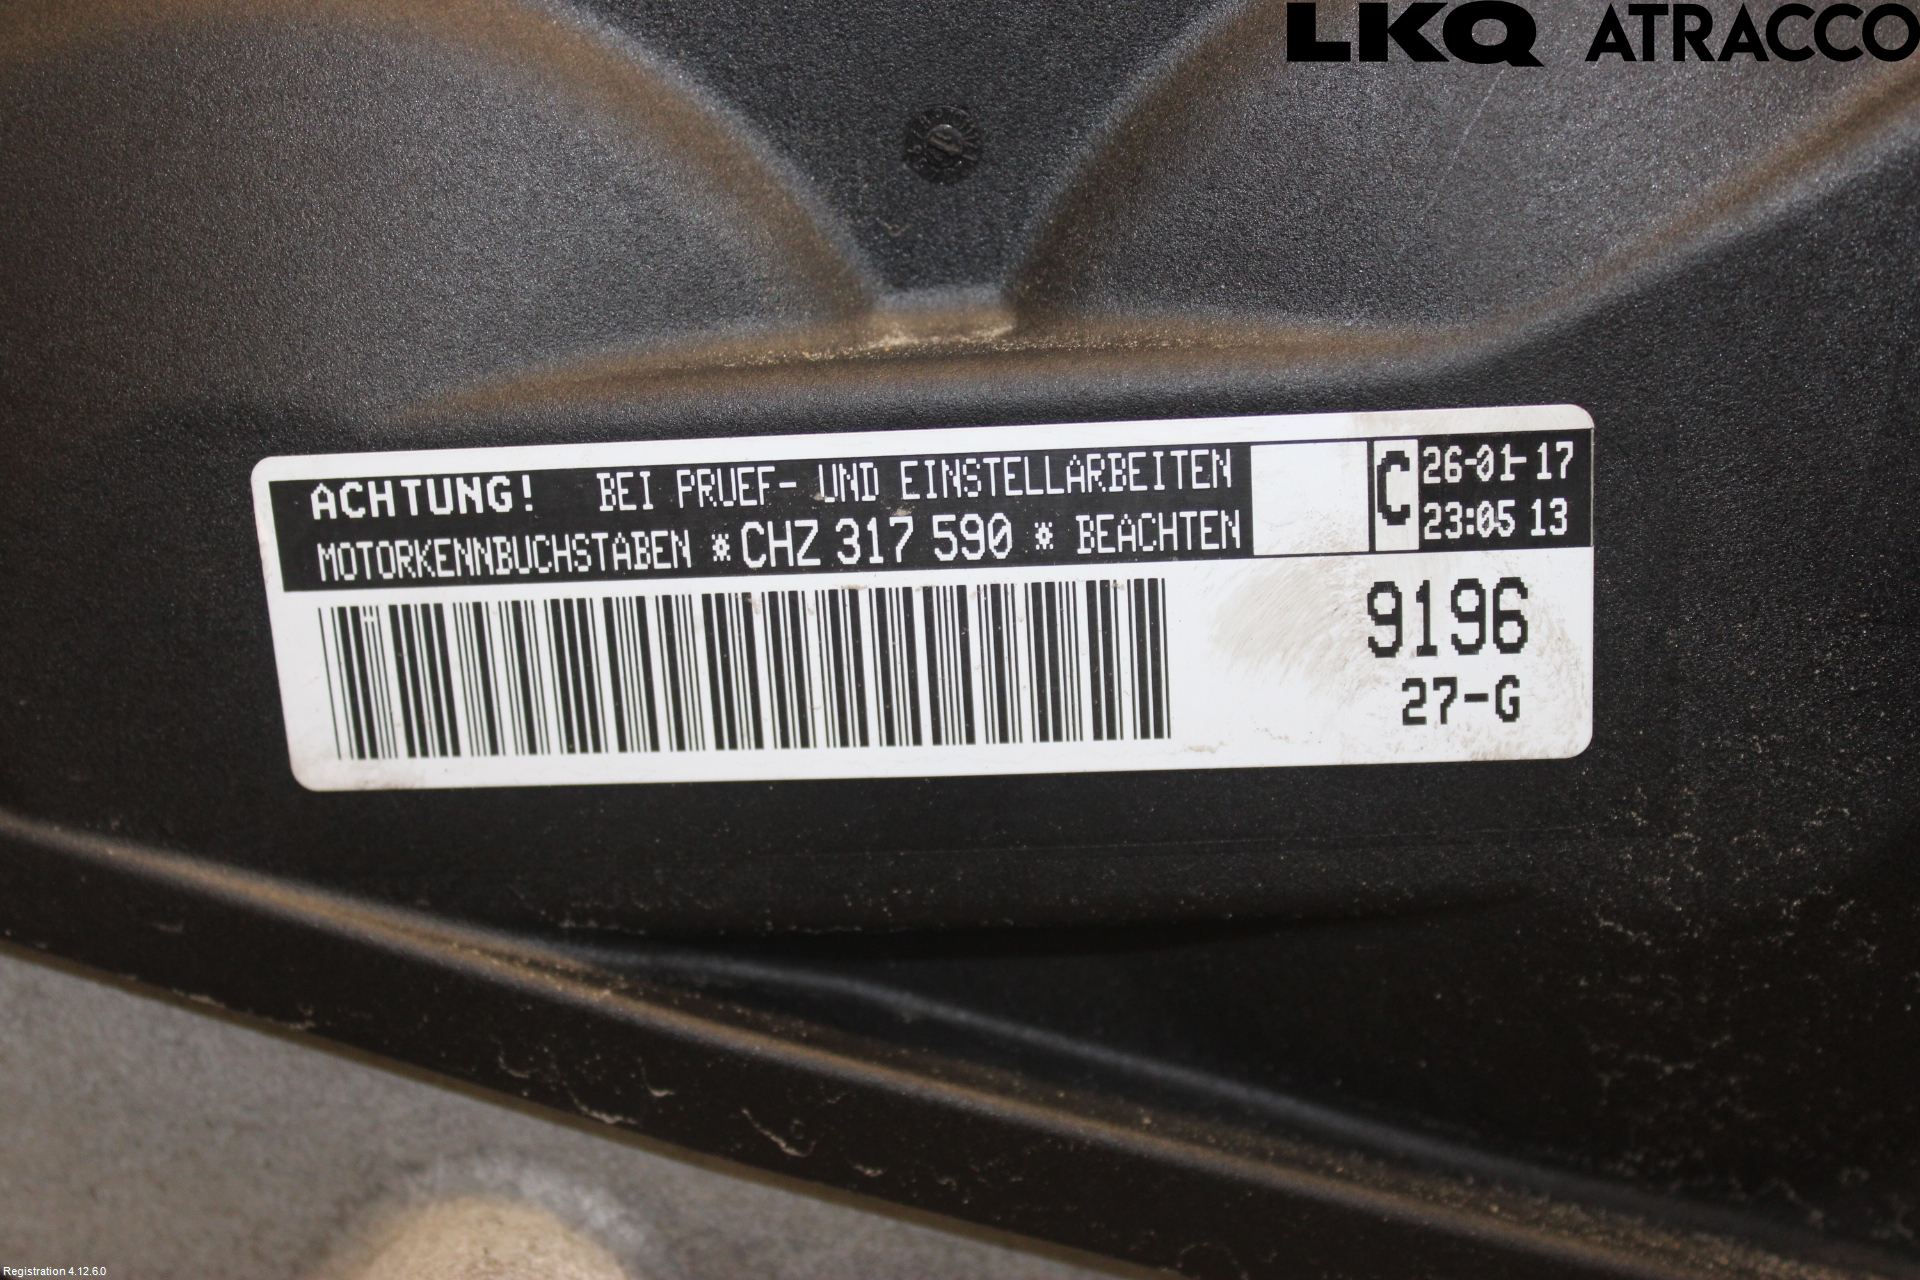 LKQ ATRACCO
ACHTUNG! BEI PRUEF- UND EINSTELLARBEITEN
MOTORKENNBUCHSTABEN *CHZ 317 590 * BEACHTEN
C
26-01-17
23:05 13
9196
27-G
Registration 4.12.6.0